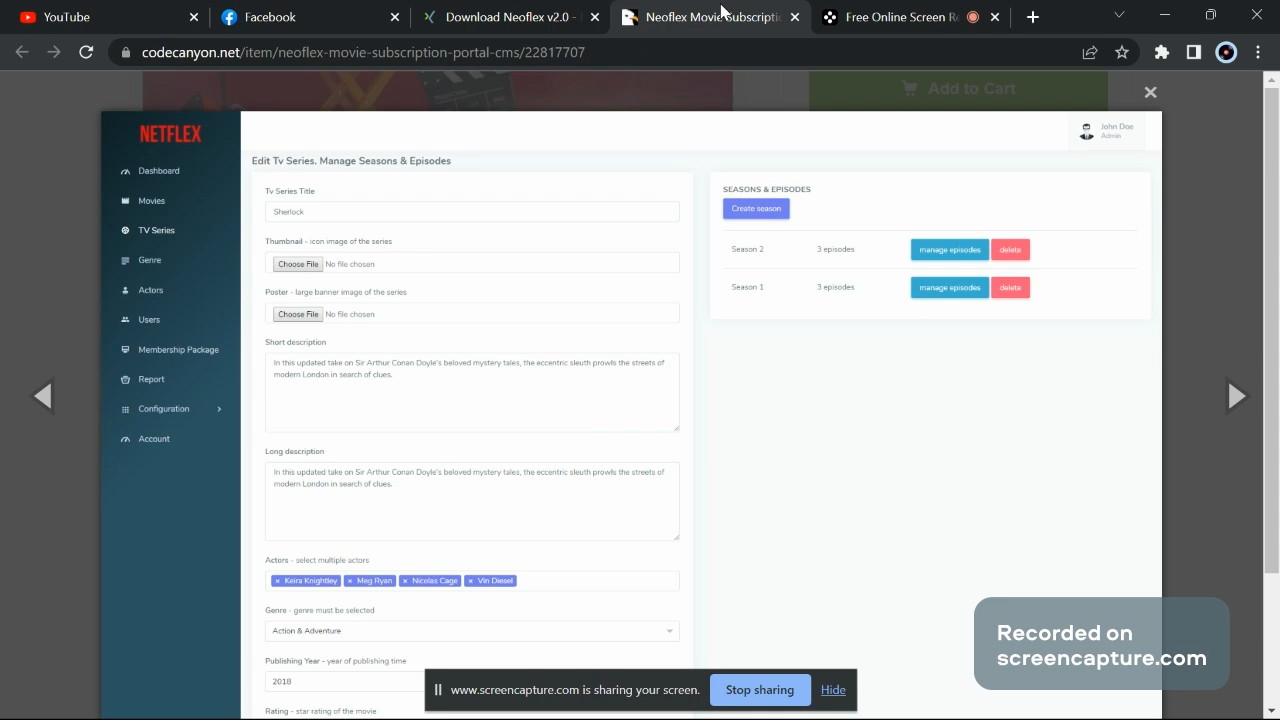 YouTube
Facebook
Download Neoflex v2.0 -
Neoflex Movie Subscripti
Free Online Screen Re
codecanyon.net/item/neoflex-movie-subscription-portal-cms/22817707
Add to Cart
NETFLEX
John Doe
Admin
Dashboard
Movies
TV Series
Genre
Actors
Users
Membership Package
Report
Configuration
Account
Edit Tv Series. Manage Seasons & Episodes
Tv Series Title
Sherlock
Thumbnail - icon image of the series
Choose File No file chosen
Poster - large banner image of the series
Choose File No file chosen
Short description
In this updated take on Sir Arthur Conan Doyle's beloved mystery tales, the eccentric sleuth prowls the streets of
modern London in search of clues.
Long description
In this updated take on Sir Arthur Conan Doyle's beloved mystery tales, the eccentric sleuth prowls the streets of
modern London in search of clues.
Actors - select multiple actors
× Keira Knightley × Meg Ryan × Nicolas Cage × Vin Diesel
Genre - genre must be selected
Action & Adventure
Publishing Year - year of publishing time
2018
Rating - star rating of the movie
SEASONS & EPISODES
Create season
Season 2 3 episodes manage episodes delete
Season 1 3 episodes manage episodes delete
Recorded on
screencapture.com
www.screencapture.com is sharing your screen. Stop sharing Hide